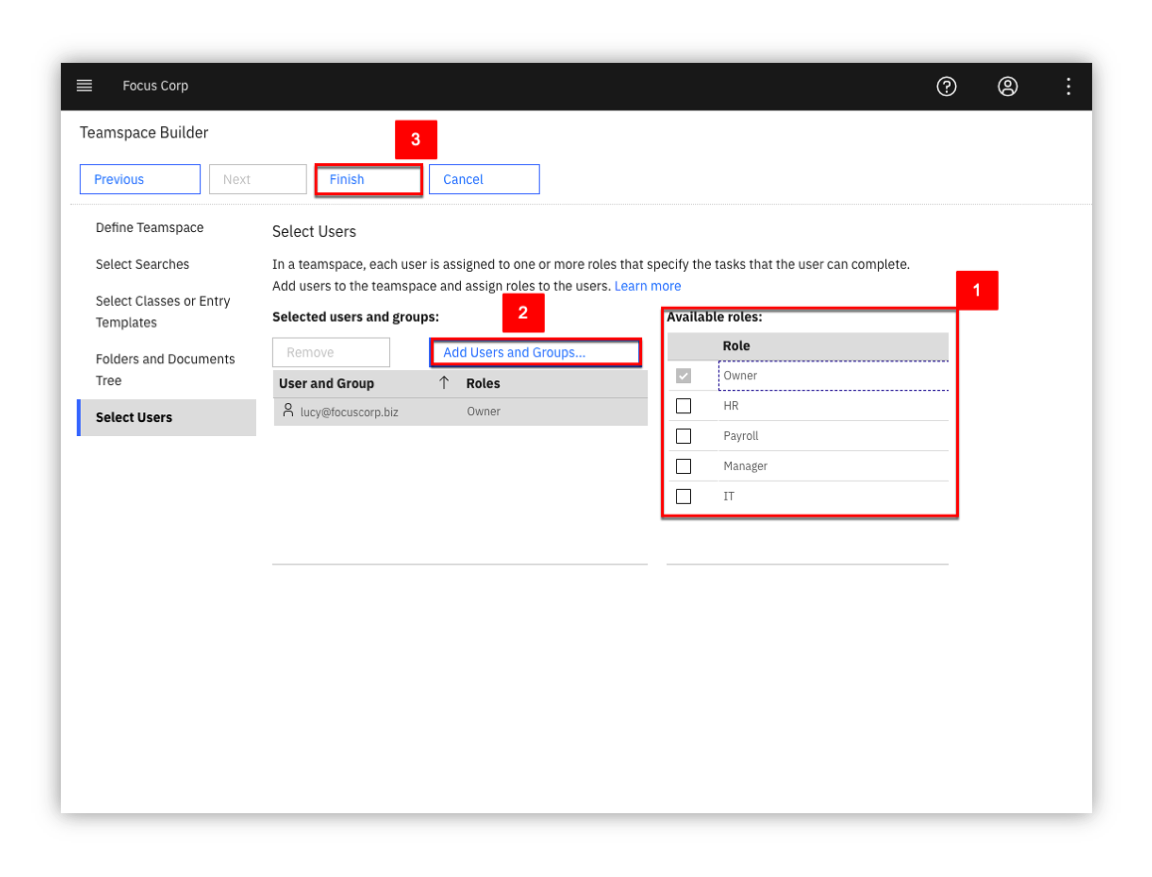 Focus Corp
Teamspace Builder
3
Previous
Next
Finish
Cancel
Define Teamspace
Select Searches
Select Classes or Entry
Templates
Folders and Documents
Tree
Select Users
Select Users
In a teamspace, each user is assigned to one or more roles that specify the tasks that the user can complete.
Add users to the teamspace and assign roles to the users. Learn more
1
Selected users and groups:
2
Remove
Add Users and Groups...
User and Group
Roles
lucy@focuscorp.biz
Owner
Available roles:
Role
Owner
HR
Payroll
Manager
IT